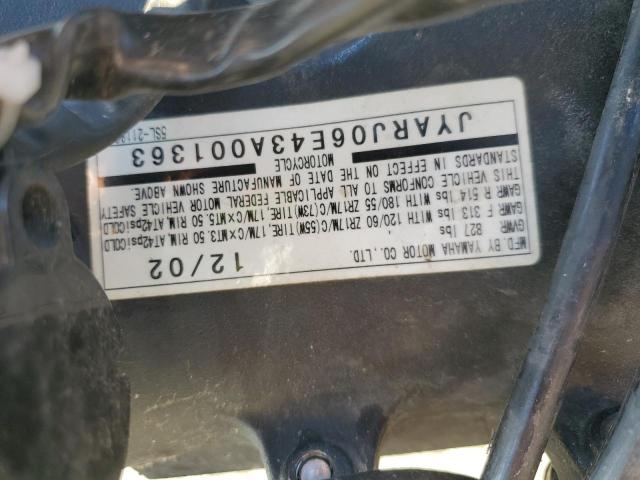 MFD.BY YAMAHA MOTOR CO.,LTD. 12/02
GVWR 827 lbs
GAWR F 313 lbs WITH 120/60 ZR17M/C(55W)TIRE,17M/C×MT3.50 RIM,AT42psiCOLD
GAWR R 514 lbs WITH 180/55 ZR17M/C(73W)TIRE,17M/C×MT5.50 RIM,AT42psiCOLD
THIS VEHICLE CONFORMS TO ALL APPLICABLE FEDERAL MOTOR VEHICLE SAFETY
STANDARDS IN EFFECT ON THE DATE OF MANUFACTURE SHOWN ABOVE.
MOTORCYCLE
JYARJ06E43A001363